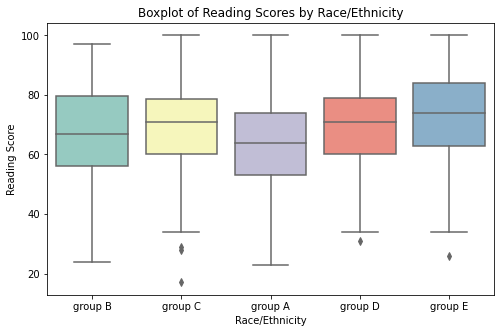 Boxplot of Reading Scores by Race/Ethnicity
100
80
60
40
20
Reading Score
group B group C group A group D group E
Race/Ethnicity